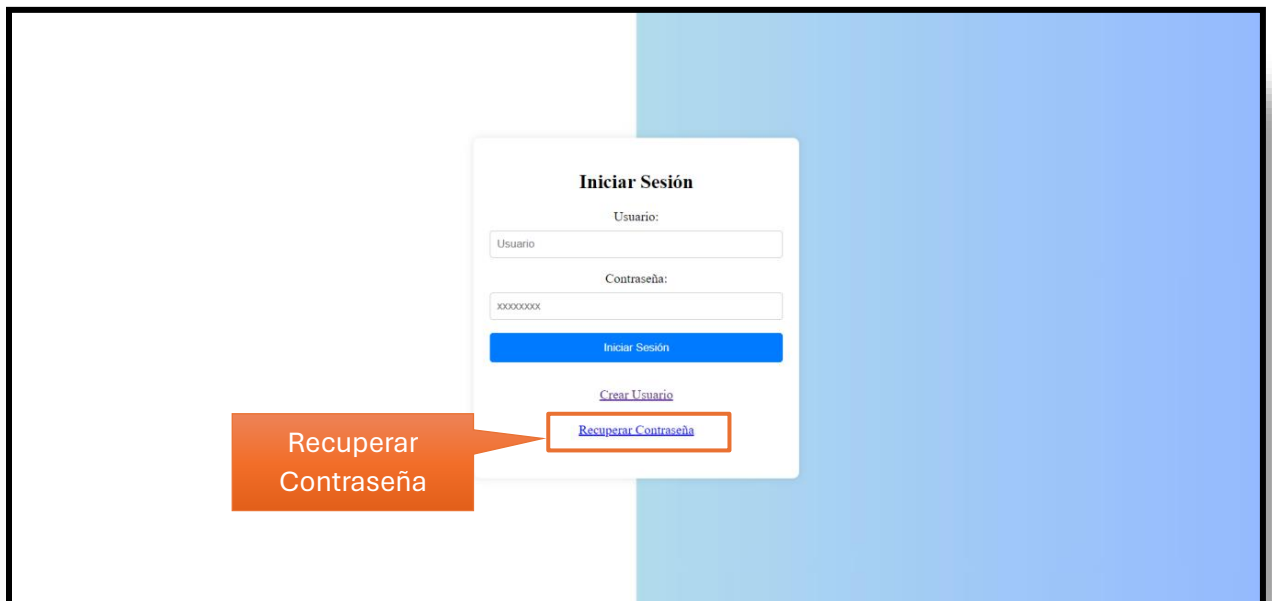 Iniciar Sesión
Usuario:
Usuario
Contraseña:
xxxxxxxx
Iniciar Sesión
Crear Usuario
Recuperar Contraseña
Recuperar
Contraseña